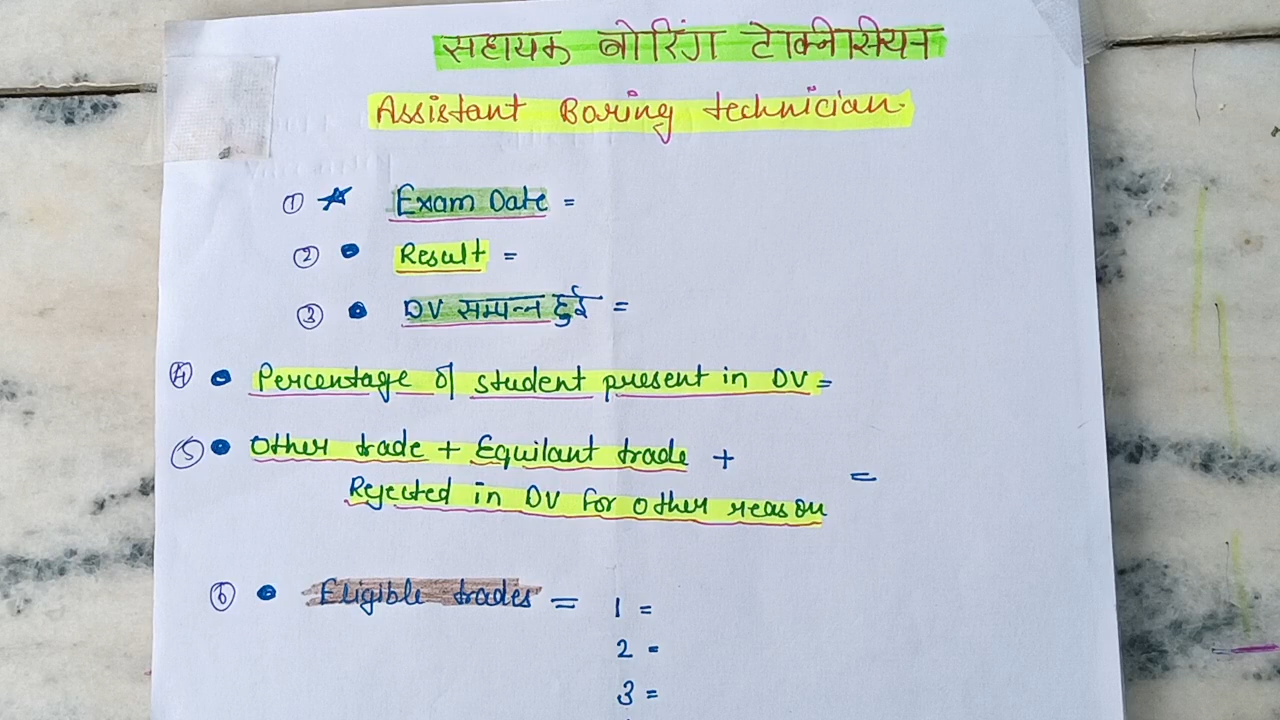 सहायक बोरिंग टेक्नीसियन
Assistant Boring technician.
① ★ Exam Date =
② • Result =
③ • DV सम्पन्न हुई =
④ • Percentage of student present in DV =
⑤ • Other trade + Equilant trade +
Rejected in DV for other reason =
⑥ • Eligible trades = 1 =
2 =
3 =